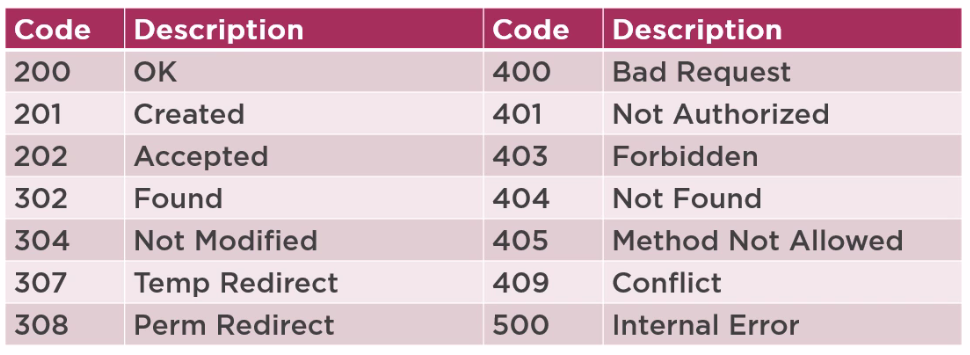 Code Description Code Description
200 OK 400 Bad Request
201 Created 401 Not Authorized
202 Accepted 403 Forbidden
302 Found 404 Not Found
304 Not Modified 405 Method Not Allowed
307 Temp Redirect 409 Conflict
308 Perm Redirect 500 Internal Error